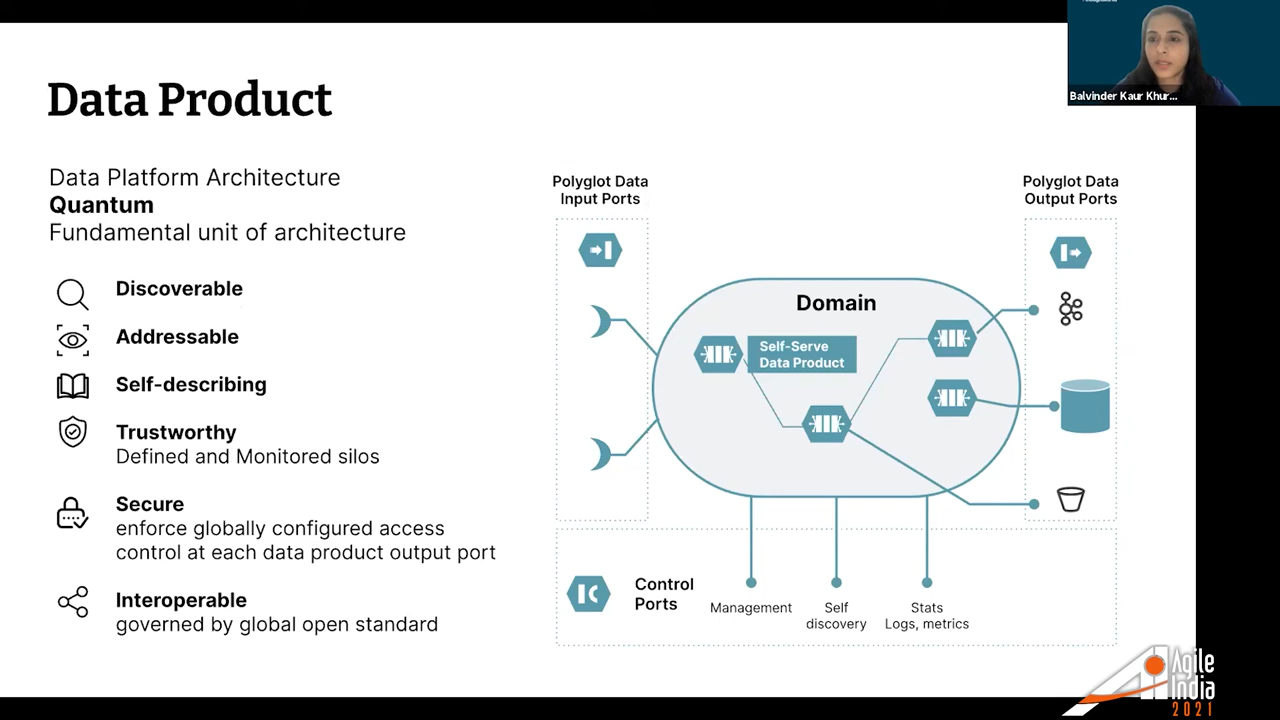 Balvinder Kaur Khur...
Data Product
Data Platform Architecture
Quantum
Fundamental unit of architecture
Discoverable
Addressable
Self-describing
Trustworthy
Defined and Monitored silos
Secure
enforce globally configured access
control at each data product output port
Interoperable
governed by global open standard
Polyglot Data
Input Ports
Polyglot Data
Output Ports
Domain
Self-Serve
Data Product
Control
Ports
Management
Self
discovery
Stats
Logs, metrics
Agile
India
2021